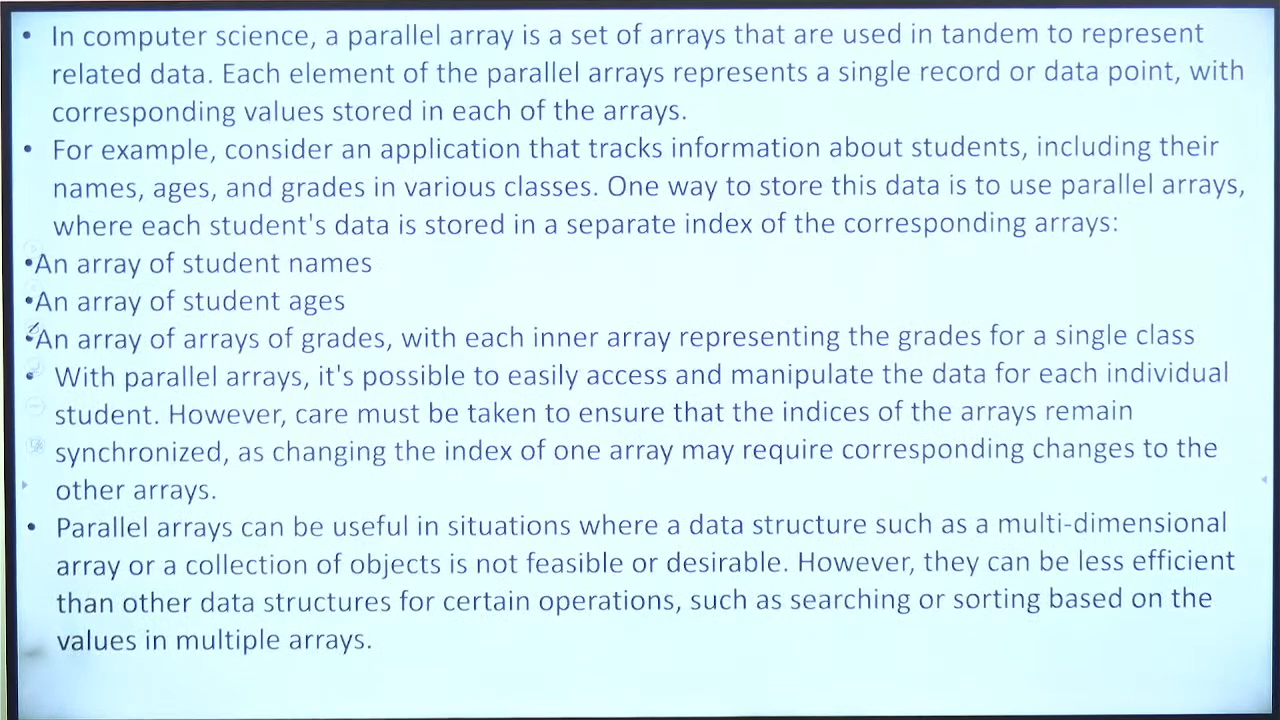 • In computer science, a parallel array is a set of arrays that are used in tandem to represent
related data. Each element of the parallel arrays represents a single record or data point, with
corresponding values stored in each of the arrays.
• For example, consider an application that tracks information about students, including their
names, ages, and grades in various classes. One way to store this data is to use parallel arrays,
where each student's data is stored in a separate index of the corresponding arrays:
•An array of student names
•An array of student ages
•An array of arrays of grades, with each inner array representing the grades for a single class
• With parallel arrays, it's possible to easily access and manipulate the data for each individual
student. However, care must be taken to ensure that the indices of the arrays remain
synchronized, as changing the index of one array may require corresponding changes to the
other arrays.
• Parallel arrays can be useful in situations where a data structure such as a multi-dimensional
array or a collection of objects is not feasible or desirable. However, they can be less efficient
than other data structures for certain operations, such as searching or sorting based on the
values in multiple arrays.